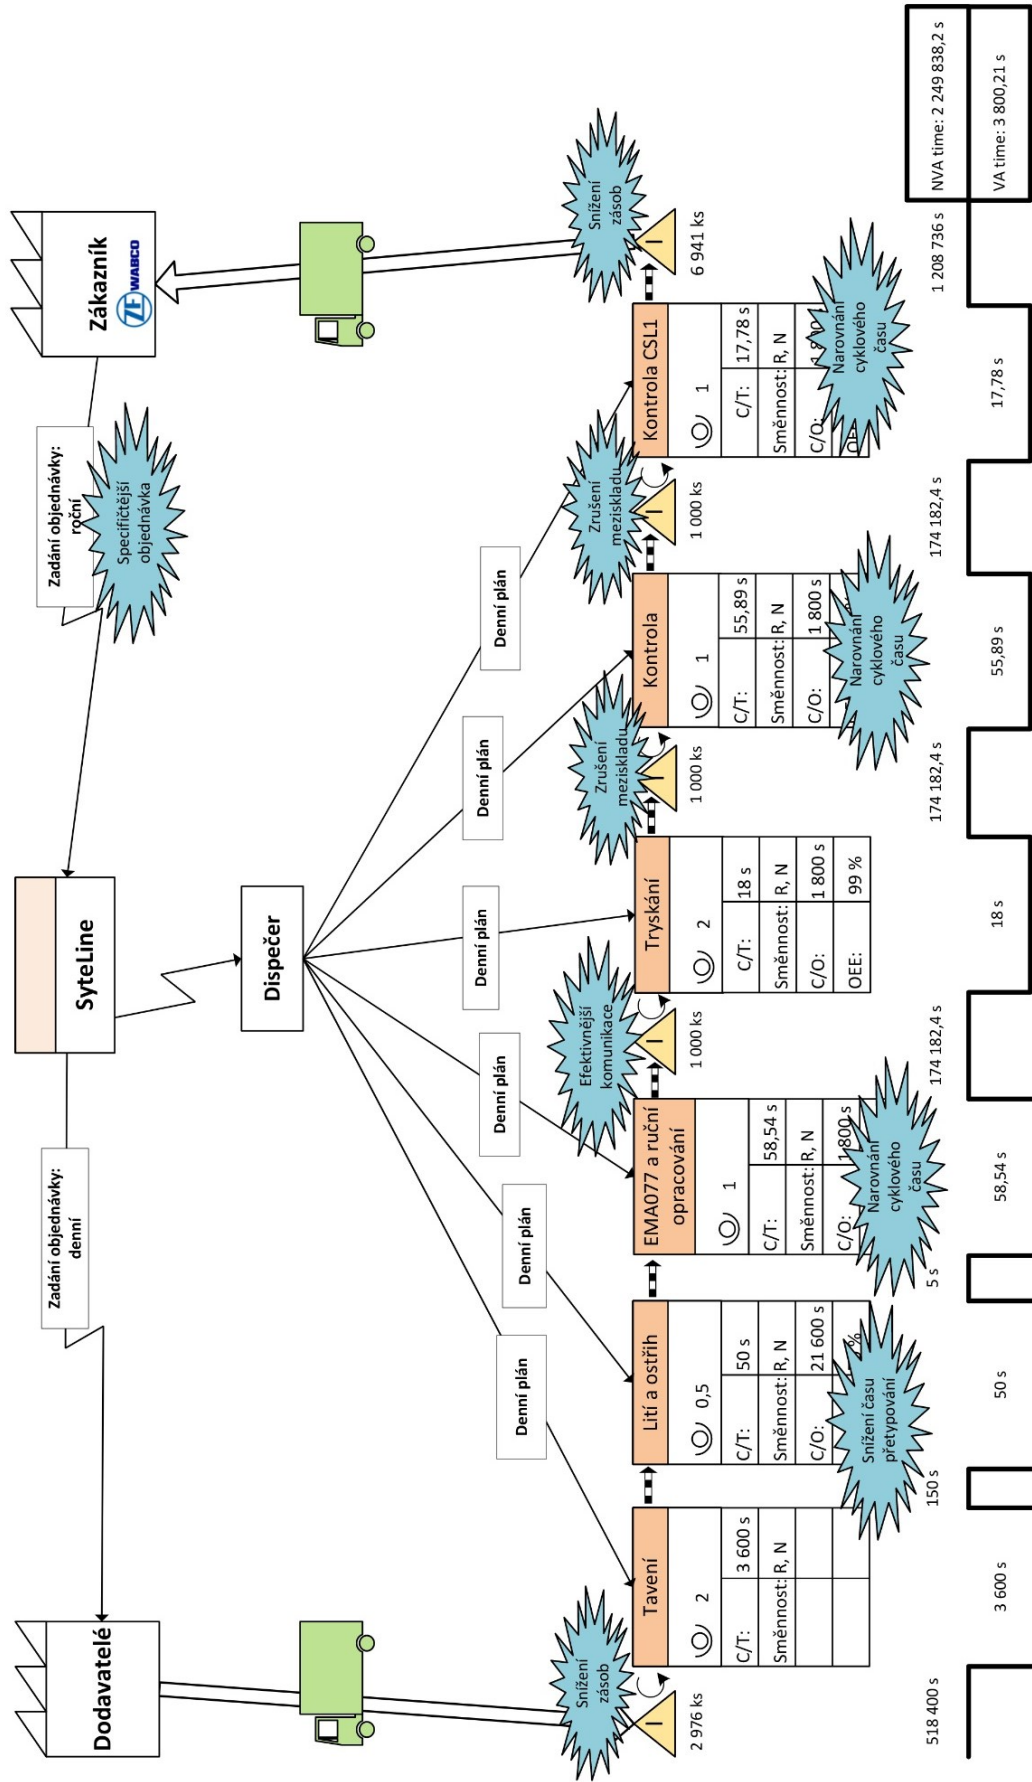 Dodavatelé
Zadání objednávky:
denní
SyteLine
Zadání objednávky:
roční
Specifičtější
objednávka
Zákazník
ZF WABCO
Dispečer
Denní plán
Denní plán
Denní plán
Denní plán
Denní plán
Denní plán
Snížení
zásob
I
2 976 ks
Tavení
2
C/T: 3 600 s
Směnnost: R, N
Lití a ostřih
0,5
C/T: 50 s
Směnnost: R, N
C/O: 21 600 s
%
Snížení času
přetypování
EMA077 a ruční
opracování
1
C/T: 58,54 s
Směnnost: R, N
C/O: 1 800 s
Narovnání
cyklového
času
Efektivnější
komunikace
I
1 000 ks
Tryskání
2
C/T: 18 s
Směnnost: R, N
C/O: 1 800 s
OEE: 99 %
Zrušení
meziskladu
I
1 000 ks
Kontrola
1
C/T: 55,89 s
Směnnost: R, N
C/O: 1 800 s
Narovnání
cyklového
času
Zrušení
meziskladu
I
1 000 ks
Kontrola CSL1
1
C/T: 17,78 s
Směnnost: R, N
C/O:
Narovnání
cyklového
času
Snížení
zásob
I
6 941 ks
518 400 s
3 600 s
150 s
50 s
5 s
58,54 s
174 182,4 s
18 s
174 182,4 s
55,89 s
174 182,4 s
17,78 s
1 208 736 s
NVA time: 2 249 838,2 s
VA time: 3 800,21 s